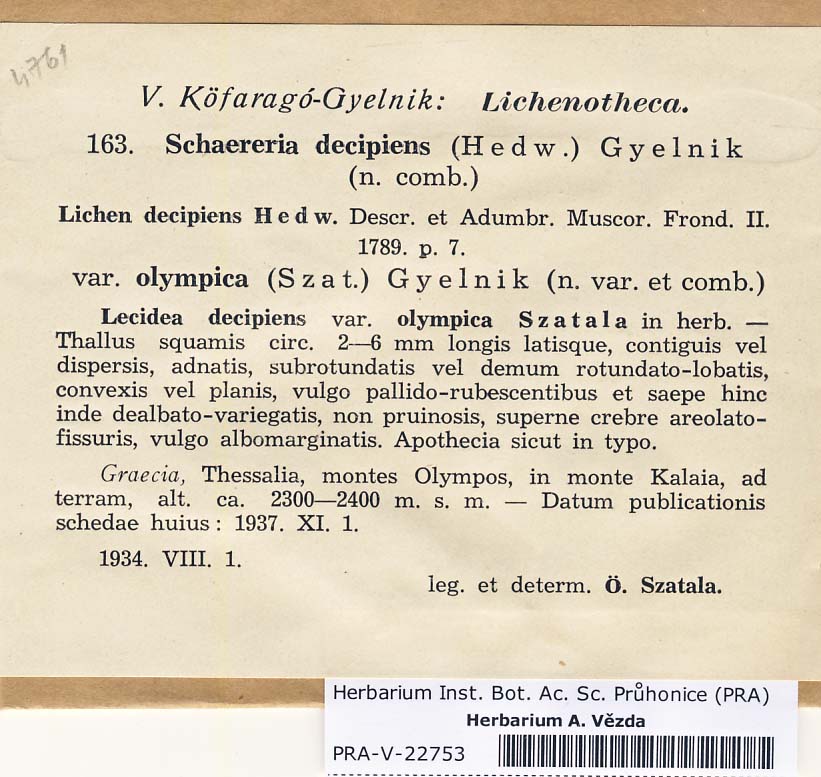 4761
V. Köfaragó-Gyelnik: Lichenotheca.
163. Schaereria decipiens (Hedw.) Gyelnik
(n. comb.)
Lichen decipiens Hedw. Descr. et Adumbr. Muscor. Frond. II.
1789. p. 7.
var. olympica (Szat.) Gyelnik (n. var. et comb.)
Lecidea decipiens var. olympica Szatala in herb. —
Thallus squamis circ. 2—6 mm longis latisque, contiguis vel
dispersis, adnatis, subrotundatis vel demum rotundato-lobatis,
convexis vel planis, vulgo pallido-rubescentibus et saepe hinc
inde dealbato-variegatis, non pruinosis, superne crebre areolato-
fissuris, vulgo albomarginatis. Apothecia sicut in typo.
Graecia, Thessalia, montes Olympos, in monte Kalaia, ad
terram, alt. ca. 2300—2400 m. s. m. — Datum publicationis
schedae huius: 1937. XI. 1.
1934. VIII. 1.
leg. et determ. Ö. Szatala.
Herbarium Inst. Bot. Ac. Sc. Průhonice (PRA)
Herbarium A. Vězda
PRA-V-22753